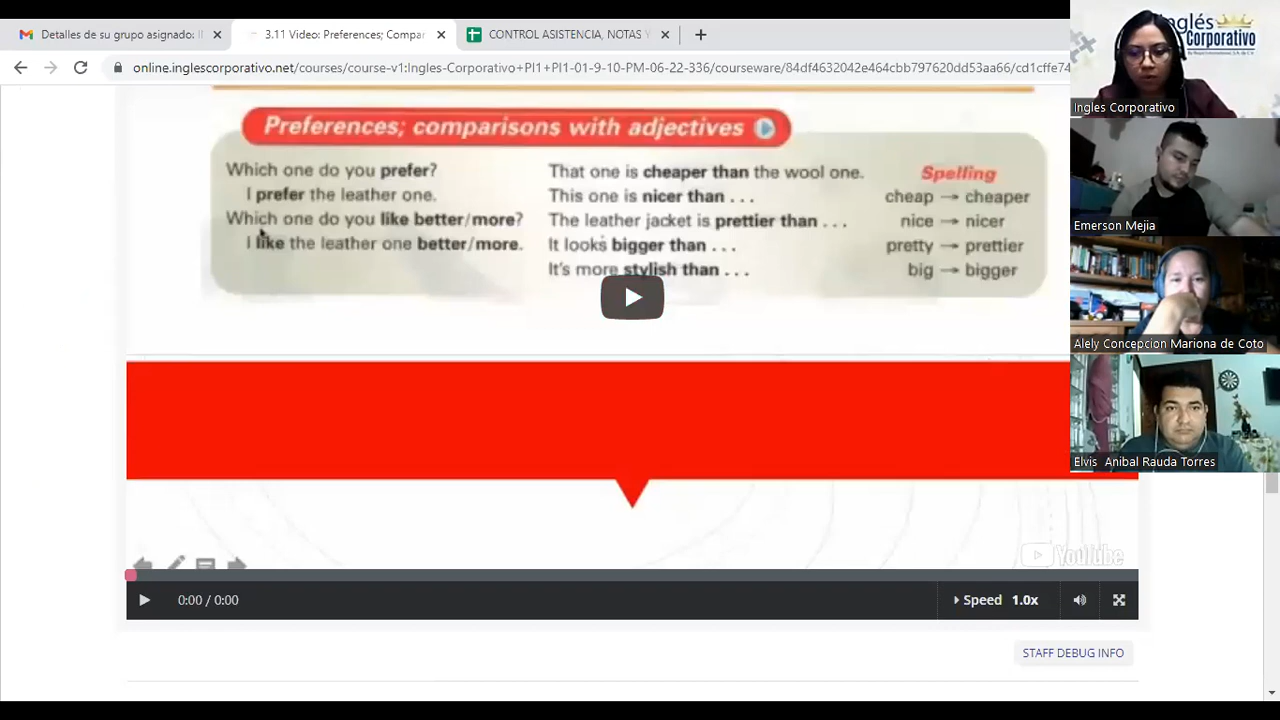 Detalles de su grupo asignado: I
3.11 Video: Preferences; Compar
CONTROL ASISTENCIA, NOTAS Y
online.inglescorporativo.net/courses/course-v1:Ingles-Corporativo+PI1+PI1-01-9-10-PM-06-22-336/courseware/84df4632042e464cbb797620dd53aa66/cd1cffe74
Inglés
Corporativo
Ingles Corporativo
Emerson Mejia
Alely Concepcion Mariona de Coto
Elvis Anibal Rauda Torres
Preferences; comparisons with adjectives
Which one do you prefer?
I prefer the leather one.
Which one do you like better/more?
I like the leather one better/more.
That one is cheaper than the wool one.
This one is nicer than . . .
The leather jacket is prettier than . . .
It looks bigger than . . .
It's more stylish than . . .
Spelling
cheap → cheaper
nice → nicer
pretty → prettier
big → bigger
YouTube
0:00 / 0:00
Speed 1.0x
STAFF DEBUG INFO